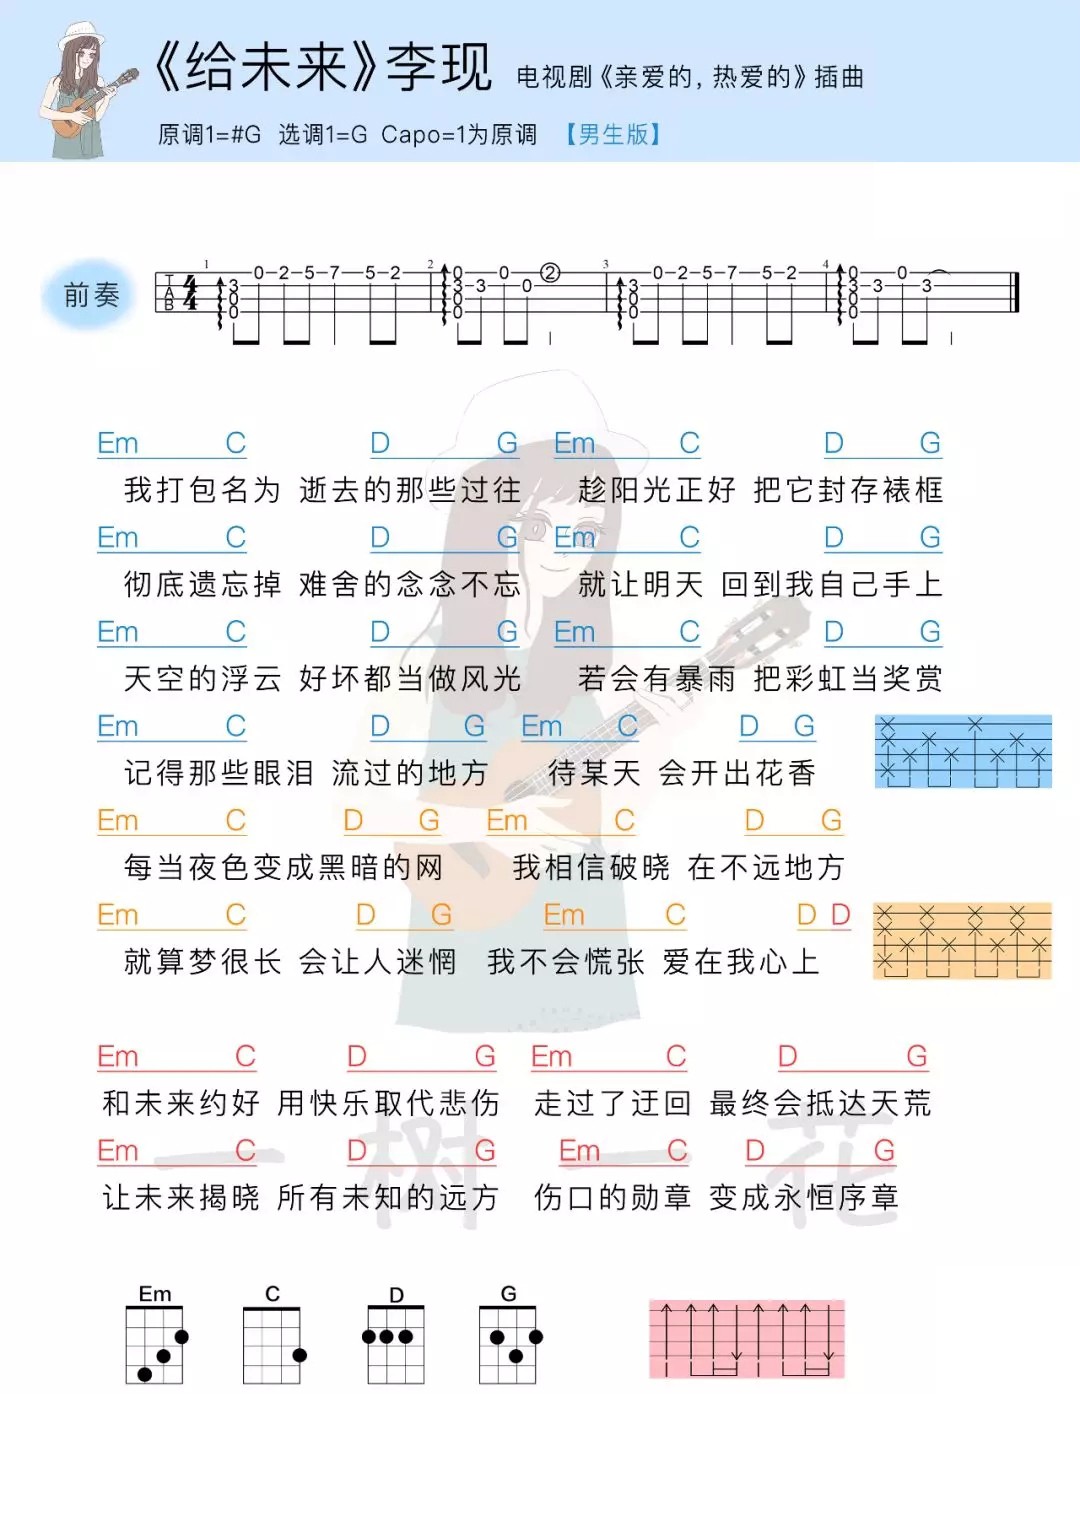 《给未来》李现 电视剧《亲爱的，热爱的》插曲
原调1=#G 选调1=G Capo=1为原调 【男生版】
前奏
1 2 3 4
T A B 4 4
3 0 0 0 2 5 7 5 2 0 3 0 3 0 0 2 3 0 0 0 2 5 7 5 2 0 3 0 0 3 0 3
Em C D G Em C D G
我打包名为 逝去的那些过往 趁阳光正好 把它封存裱框
Em C D G Em C D G
彻底遗忘掉 难舍的念念不忘 就让明天 回到我自己手上
Em C D G Em C D G
天空的浮云 好坏都当做风光 若会有暴雨 把彩虹当奖赏
Em C D G Em C D G
记得那些眼泪 流过的地方 待某天 会开出花香
Em C D G Em C D G
每当夜色变成黑暗的网 我相信破晓 在不远地方
Em C D G Em C D D
就算梦很长 会让人迷惘 我不会慌张 爱在我心上
Em C D G Em C D G
和未来约好 用快乐取代悲伤 走过了迂回 最终会抵达天荒
Em C D G Em C D G
让未来揭晓 所有未知的远方 伤口的勋章 变成永恒序章
一树一花
Em C D G